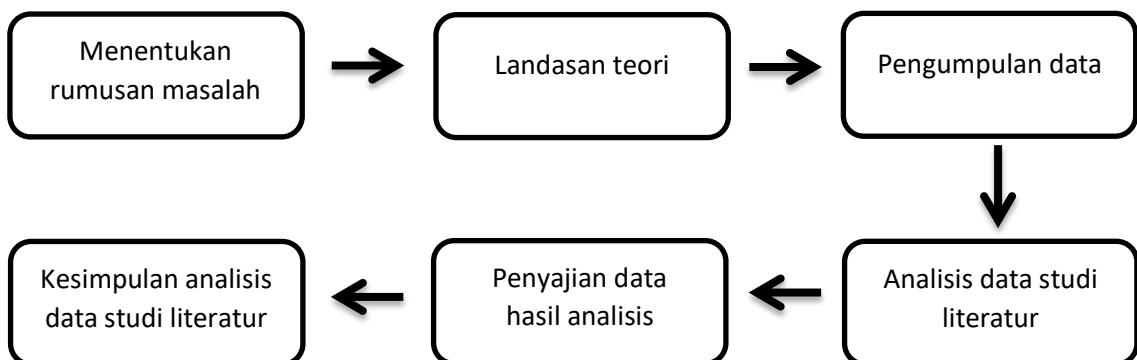 Menentukan
rumusan masalah
Landasan teori
Pengumpulan data
Analisis data studi
literatur
Penyajian data
hasil analisis
Kesimpulan analisis
data studi literatur